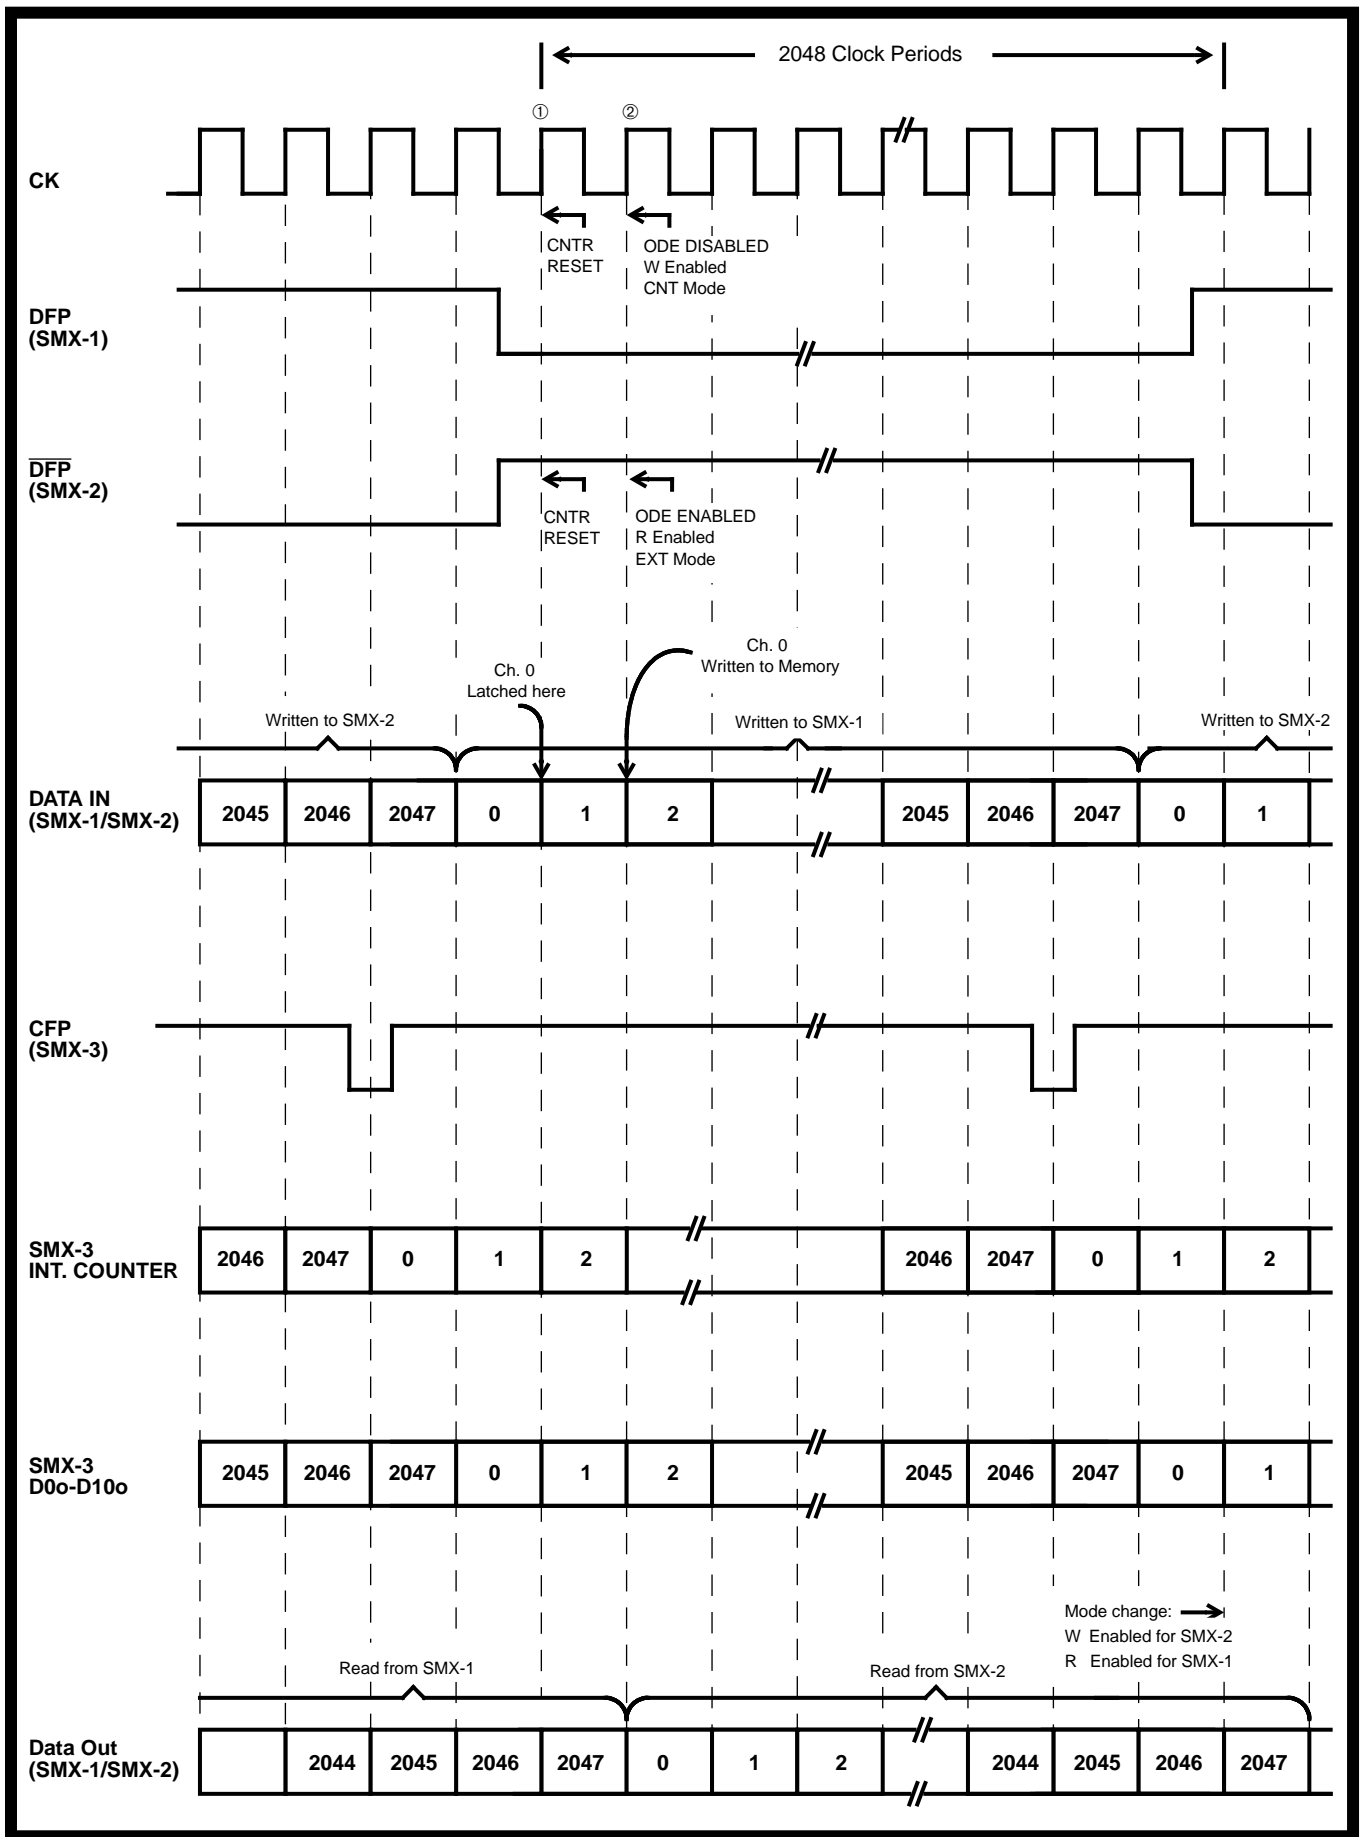 2048 Clock Periods
① ②
CK
CNTR
RESET
ODE DISABLED
W Enabled
CNT Mode
DFP
(SMX-1)
DFP
(SMX-2)
CNTR
RESET
ODE ENABLED
R Enabled
EXT Mode
Ch. 0
Latched here
Ch. 0
Written to Memory
Written to SMX-2 Written to SMX-1 Written to SMX-2
DATA IN
(SMX-1/SMX-2)
2045 2046 2047 0 1 2 2045 2046 2047 0 1
CFP
(SMX-3)
SMX-3
INT. COUNTER
2046 2047 0 1 2 2046 2047 0 1 2
SMX-3
D0o-D10o
2045 2046 2047 0 1 2 2045 2046 2047 0 1
Mode change:
W Enabled for SMX-2
R Enabled for SMX-1
Read from SMX-1 Read from SMX-2
Data Out
(SMX-1/SMX-2)
2044 2045 2046 2047 0 1 2 2044 2045 2046 2047